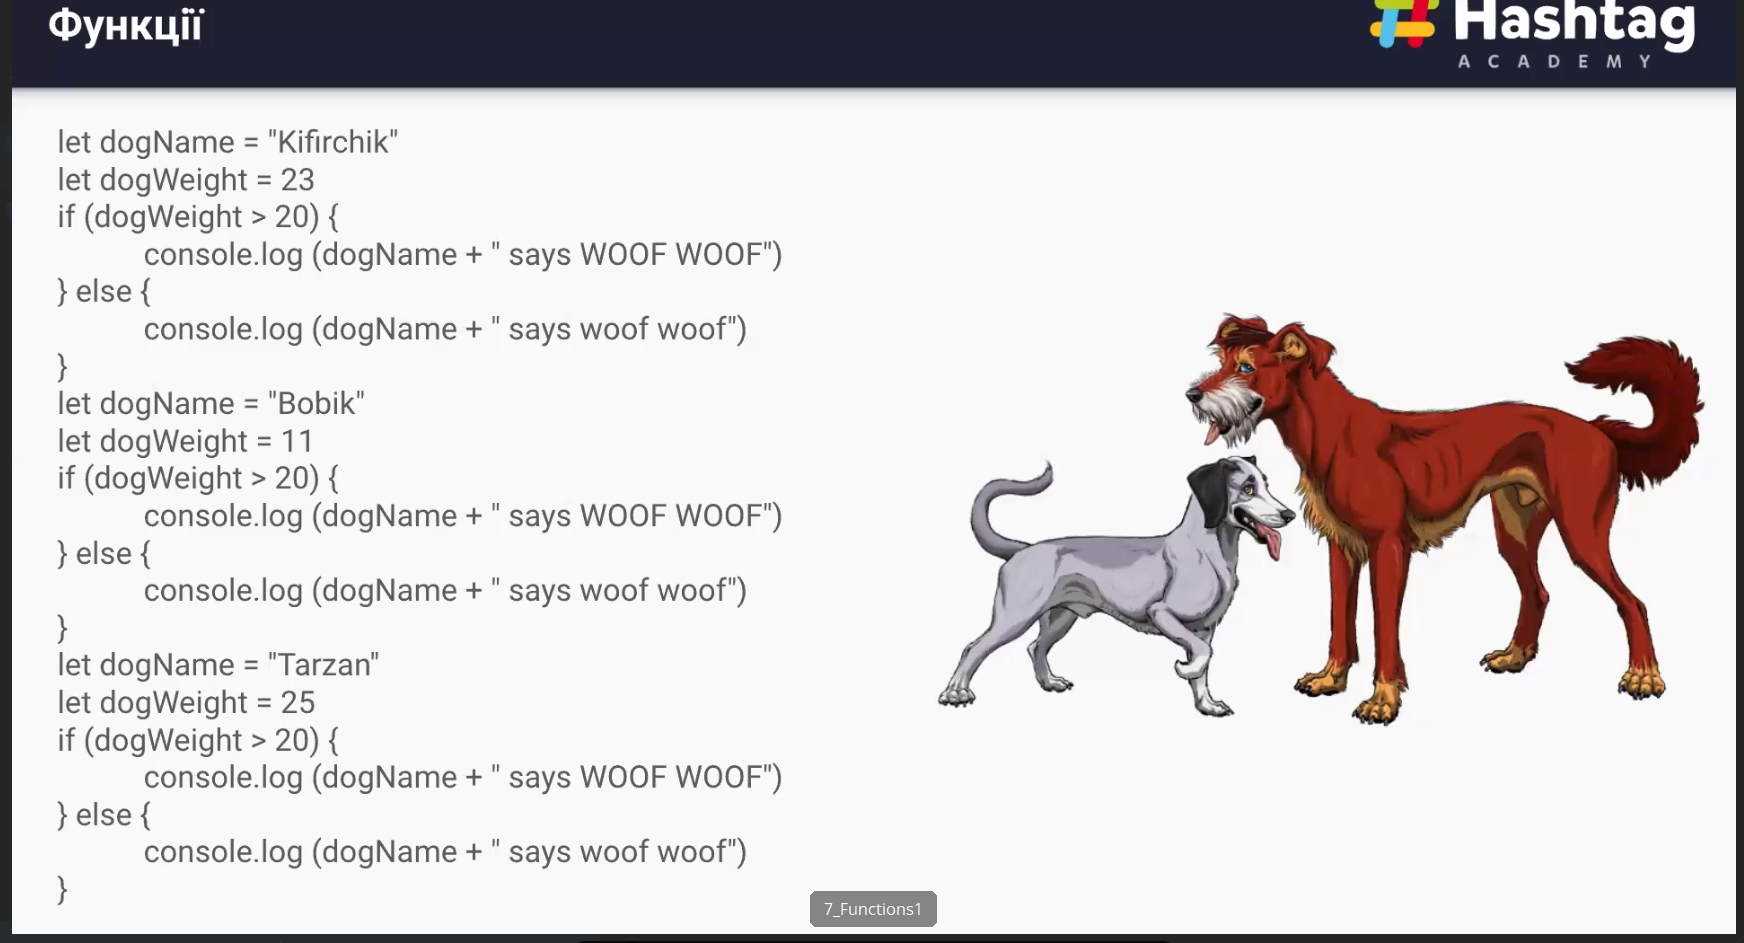 Функції
Hashtag
ACADEMY
let dogName = "Kifirchik"
let dogWeight = 23
if (dogWeight > 20) {
console.log (dogName + " says WOOF WOOF")
} else {
console.log (dogName + " says woof woof")
}
let dogName = "Bobik"
let dogWeight = 11
if (dogWeight > 20) {
console.log (dogName + " says WOOF WOOF")
} else {
console.log (dogName + " says woof woof")
}
let dogName = "Tarzan"
let dogWeight = 25
if (dogWeight > 20) {
console.log (dogName + " says WOOF WOOF")
} else {
console.log (dogName + " says woof woof")
}
7_Functions1